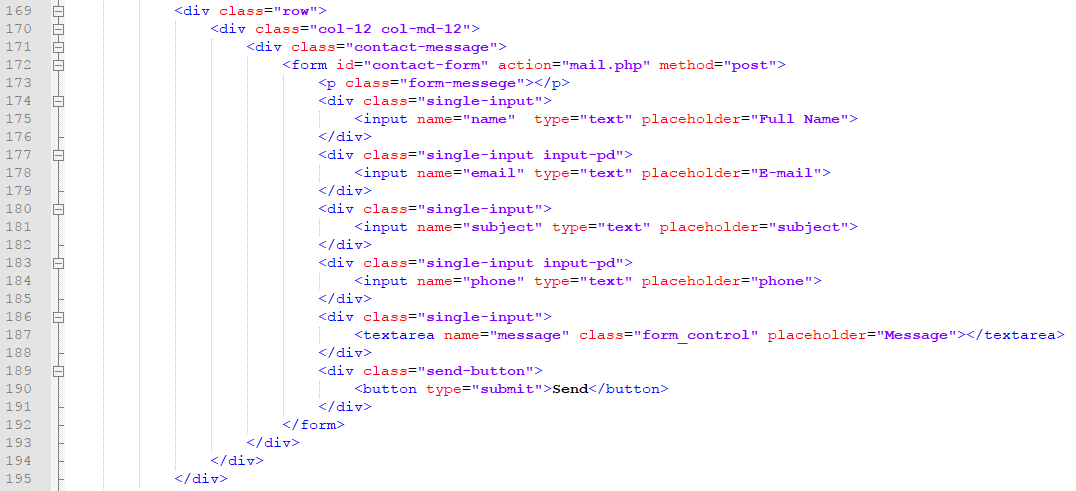 169 <div class="row">
170 <div class="col-12 col-md-12">
171 <div class="contact-message">
172 <form id="contact-form" action="mail.php" method="post">
173 <p class="form-messege"></p>
174 <div class="single-input">
175 <input name="name"  type="text" placeholder="Full Name">
176 </div>
177 <div class="single-input input-pd">
178 <input name="email" type="text" placeholder="E-mail">
179 </div>
180 <div class="single-input">
181 <input name="subject" type="text" placeholder="subject">
182 </div>
183 <div class="single-input input-pd">
184 <input name="phone" type="text" placeholder="phone">
185 </div>
186 <div class="single-input">
187 <textarea name="message" class="form_control" placeholder="Message"></textarea>
188 </div>
189 <div class="send-button">
190 <button type="submit">Send</button>
191 </div>
192 </form>
193 </div>
194 </div>
195 </div>